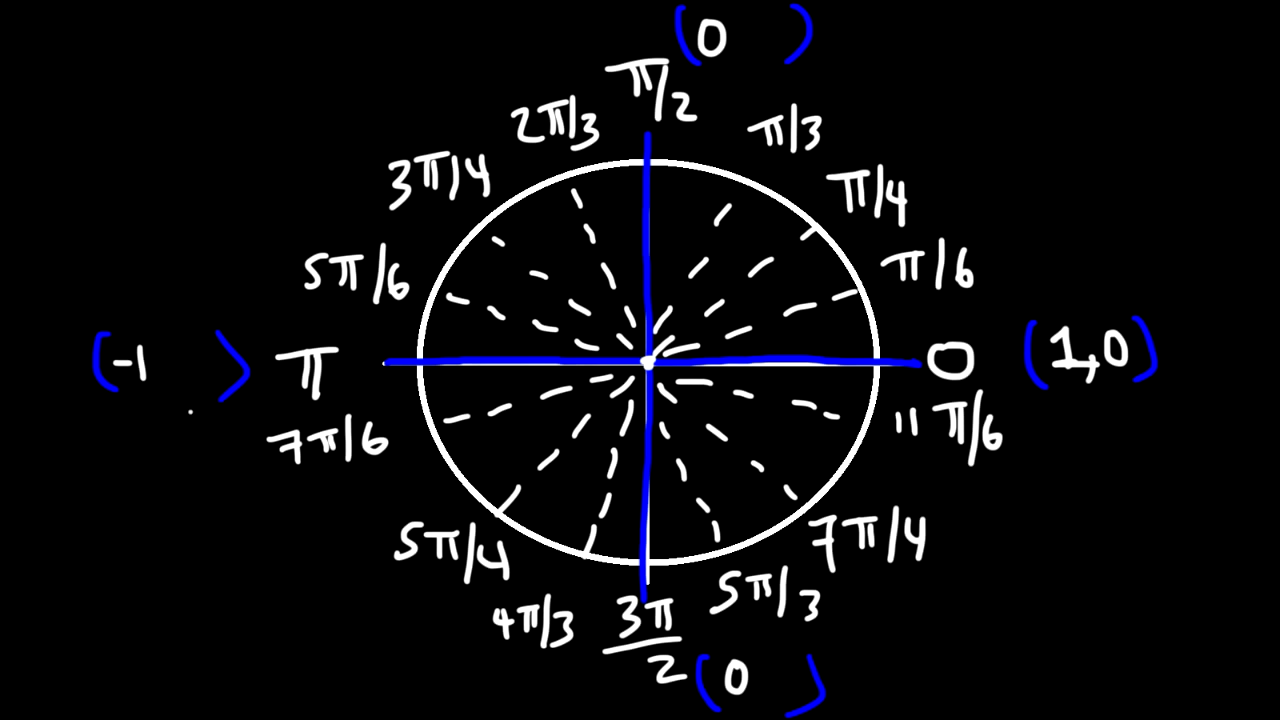 (0 )
π/2
2π/3
π/3
3π/4
π/4
5π/6
π/6
(-1 )
π
0
(1,0)
7π/6
11π/6
5π/4
7π/4
4π/3
3π/2
5π/3
(0 )